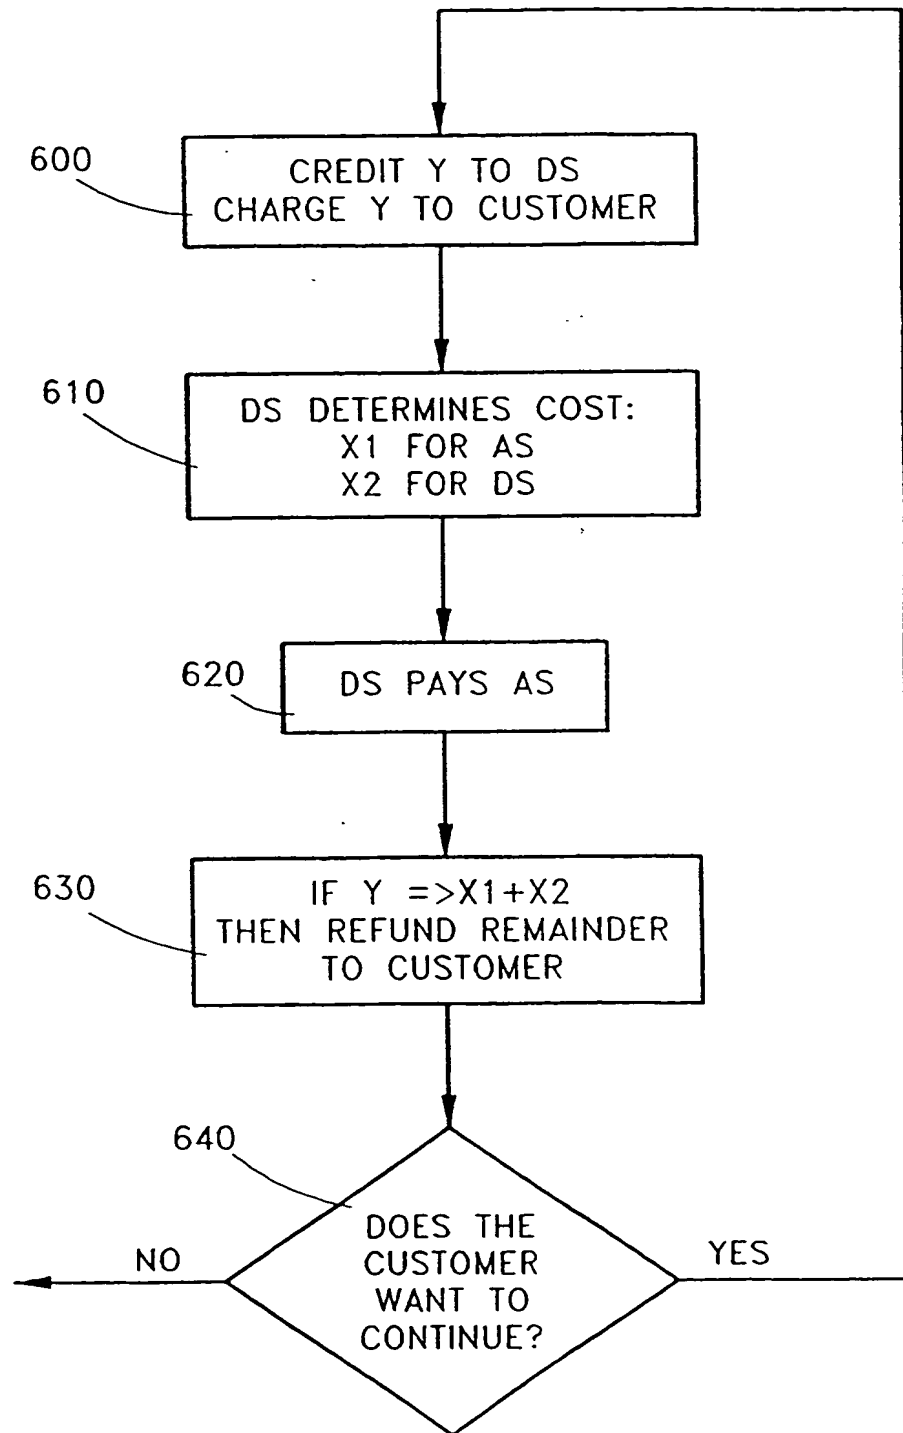 600
CREDIT Y TO DS
CHARGE Y TO CUSTOMER
610
DS DETERMINES COST:
X1 FOR AS
X2 FOR DS
620
DS PAYS AS
630
IF Y =>X1+X2
THEN REFUND REMAINDER
TO CUSTOMER
640
DOES THE
CUSTOMER
WANT TO
CONTINUE?
NO
YES